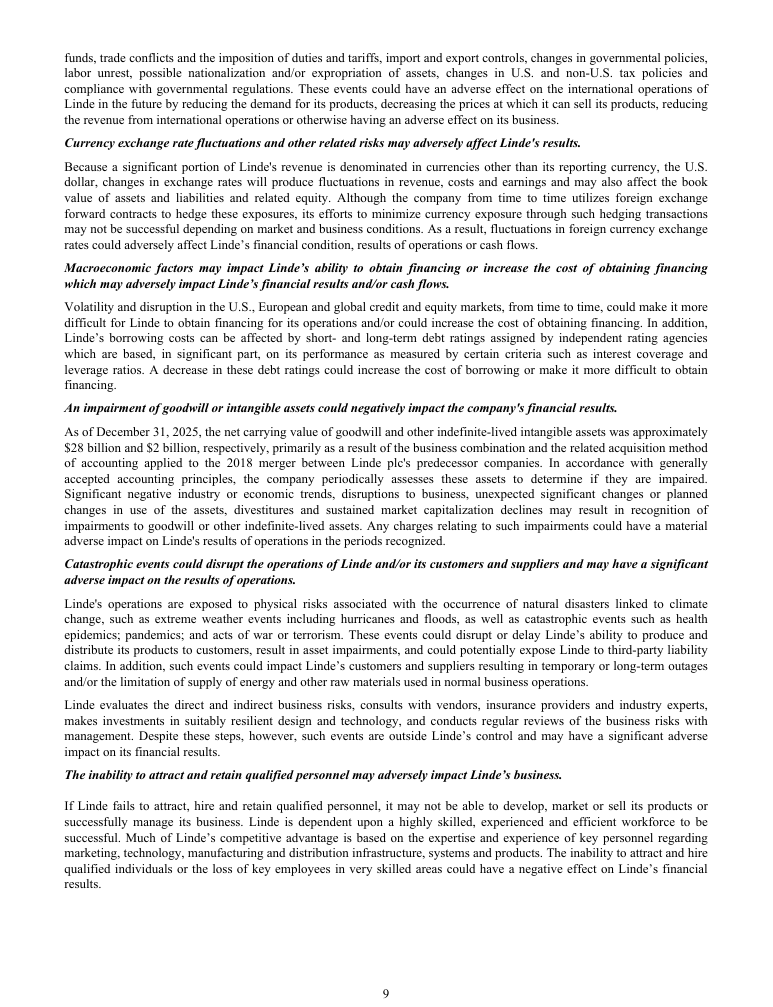 funds, trade conflicts and the imposition of duties and tariffs, import and export controls, changes in governmental policies,
labor unrest, possible nationalization and/or expropriation of assets, changes in U.S. and non-U.S. tax policies and
compliance with governmental regulations. These events could have an adverse effect on the international operations of
Linde in the future by reducing the demand for its products, decreasing the prices at which it can sell its products, reducing
the revenue from international operations or otherwise having an adverse effect on its business.
Currency exchange rate fluctuations and other related risks may adversely affect Linde's results.
Because a significant portion of Linde's revenue is denominated in currencies other than its reporting currency, the U.S.
dollar, changes in exchange rates will produce fluctuations in revenue, costs and earnings and may also affect the book
value of assets and liabilities and related equity. Although the company from time to time utilizes foreign exchange
forward contracts to hedge these exposures, its efforts to minimize currency exposure through such hedging transactions
may not be successful depending on market and business conditions. As a result, fluctuations in foreign currency exchange
rates could adversely affect Linde’s financial condition, results of operations or cash flows.
Macroeconomic factors may impact Linde’s ability to obtain financing or increase the cost of obtaining financing
which may adversely impact Linde’s financial results and/or cash flows.
Volatility and disruption in the U.S., European and global credit and equity markets, from time to time, could make it more
difficult for Linde to obtain financing for its operations and/or could increase the cost of obtaining financing. In addition,
Linde’s borrowing costs can be affected by short- and long-term debt ratings assigned by independent rating agencies
which are based, in significant part, on its performance as measured by certain criteria such as interest coverage and
leverage ratios. A decrease in these debt ratings could increase the cost of borrowing or make it more difficult to obtain
financing.
An impairment of goodwill or intangible assets could negatively impact the company's financial results.
As of December 31, 2025, the net carrying value of goodwill and other indefinite-lived intangible assets was approximately
$28 billion and $2 billion, respectively, primarily as a result of the business combination and the related acquisition method
of accounting applied to the 2018 merger between Linde plc's predecessor companies. In accordance with generally
accepted accounting principles, the company periodically assesses these assets to determine if they are impaired.
Significant negative industry or economic trends, disruptions to business, unexpected significant changes or planned
changes in use of the assets, divestitures and sustained market capitalization declines may result in recognition of
impairments to goodwill or other indefinite-lived assets. Any charges relating to such impairments could have a material
adverse impact on Linde's results of operations in the periods recognized.
Catastrophic events could disrupt the operations of Linde and/or its customers and suppliers and may have a significant
adverse impact on the results of operations.
Linde's operations are exposed to physical risks associated with the occurrence of natural disasters linked to climate
change, such as extreme weather events including hurricanes and floods, as well as catastrophic events such as health
epidemics; pandemics; and acts of war or terrorism. These events could disrupt or delay Linde’s ability to produce and
distribute its products to customers, result in asset impairments, and could potentially expose Linde to third-party liability
claims. In addition, such events could impact Linde’s customers and suppliers resulting in temporary or long-term outages
and/or the limitation of supply of energy and other raw materials used in normal business operations.
Linde evaluates the direct and indirect business risks, consults with vendors, insurance providers and industry experts,
makes investments in suitably resilient design and technology, and conducts regular reviews of the business risks with
management. Despite these steps, however, such events are outside Linde’s control and may have a significant adverse
impact on its financial results.
The inability to attract and retain qualified personnel may adversely impact Linde’s business.
If Linde fails to attract, hire and retain qualified personnel, it may not be able to develop, market or sell its products or
successfully manage its business. Linde is dependent upon a highly skilled, experienced and efficient workforce to be
successful. Much of Linde’s competitive advantage is based on the expertise and experience of key personnel regarding
marketing, technology, manufacturing and distribution infrastructure, systems and products. The inability to attract and hire
qualified individuals or the loss of key employees in very skilled areas could have a negative effect on Linde’s financial
results.
9